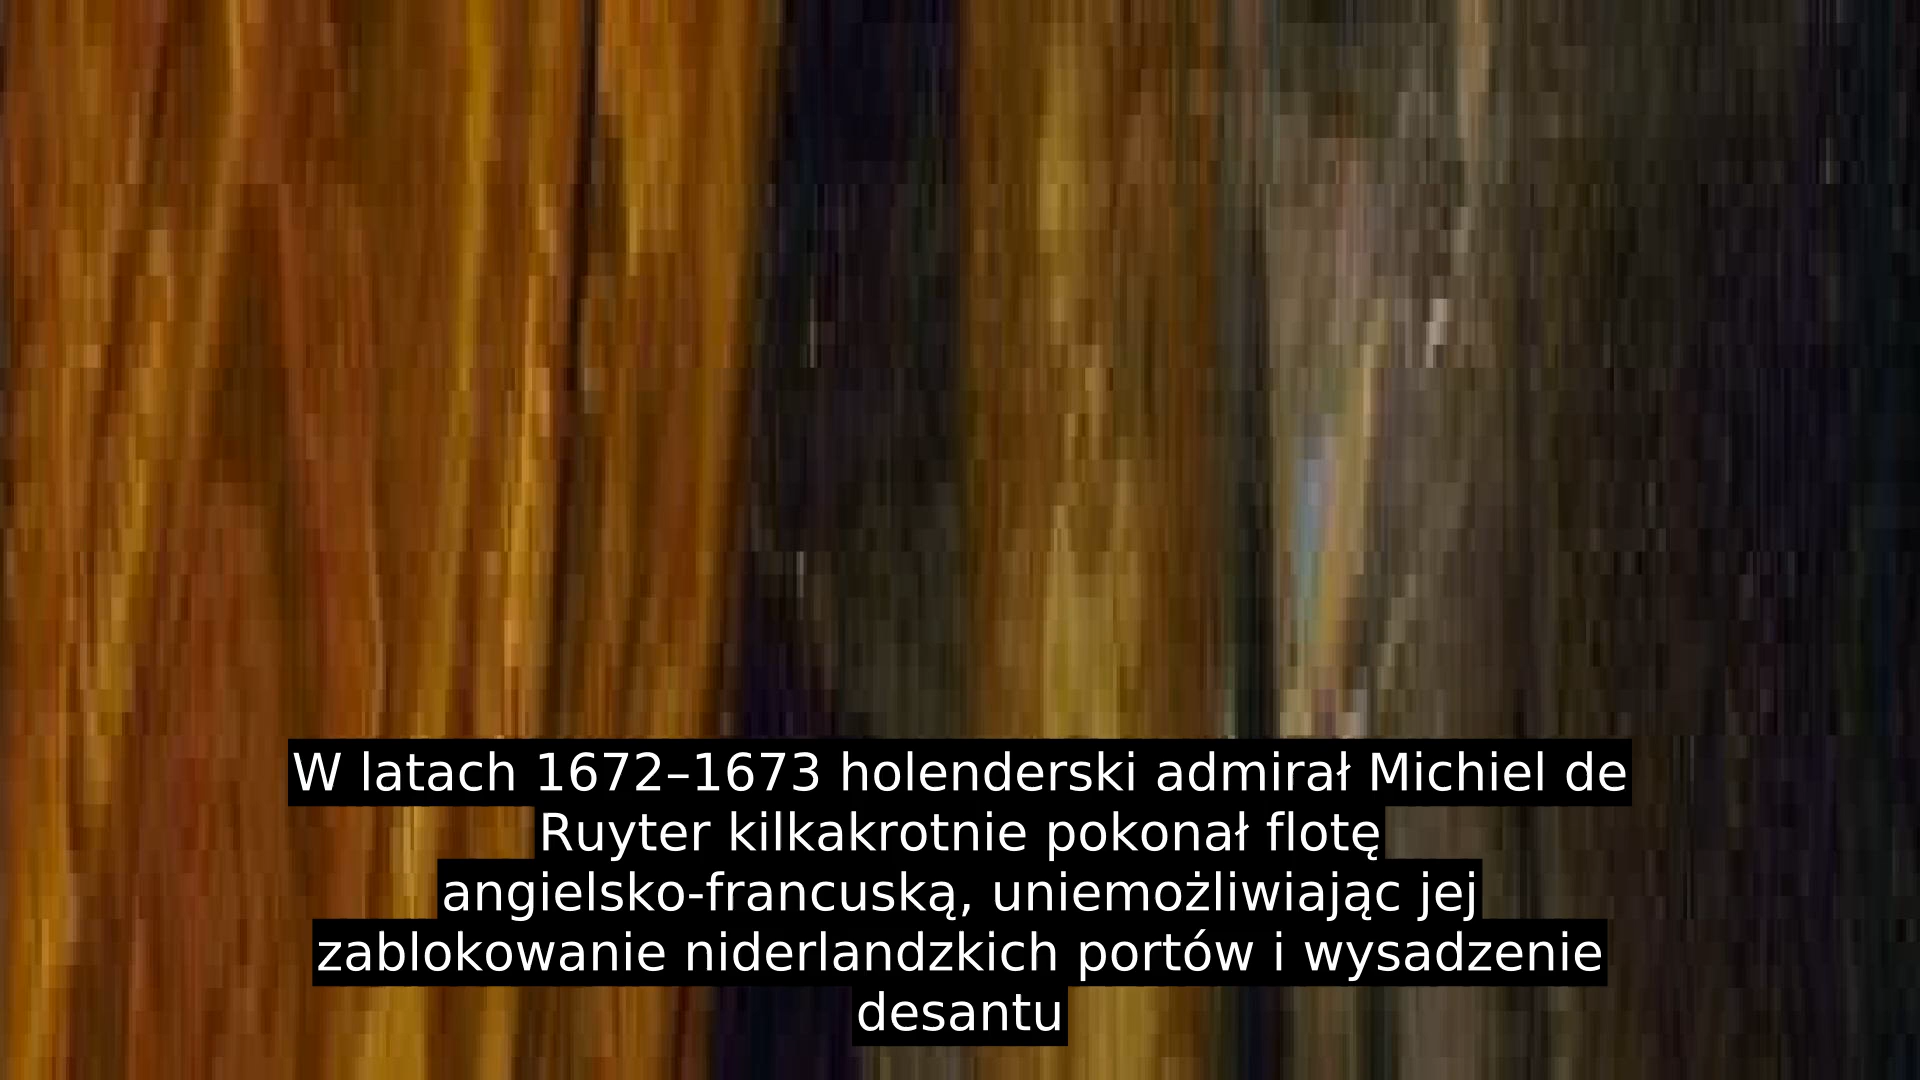 W latach 1672–1673 holenderski admirał Michiel de
Ruyter kilkakrotnie pokonał flotę
angielsko-francuską, uniemożliwiając jej
zablokowanie niderlandzkich portów i wysadzenie
desantu